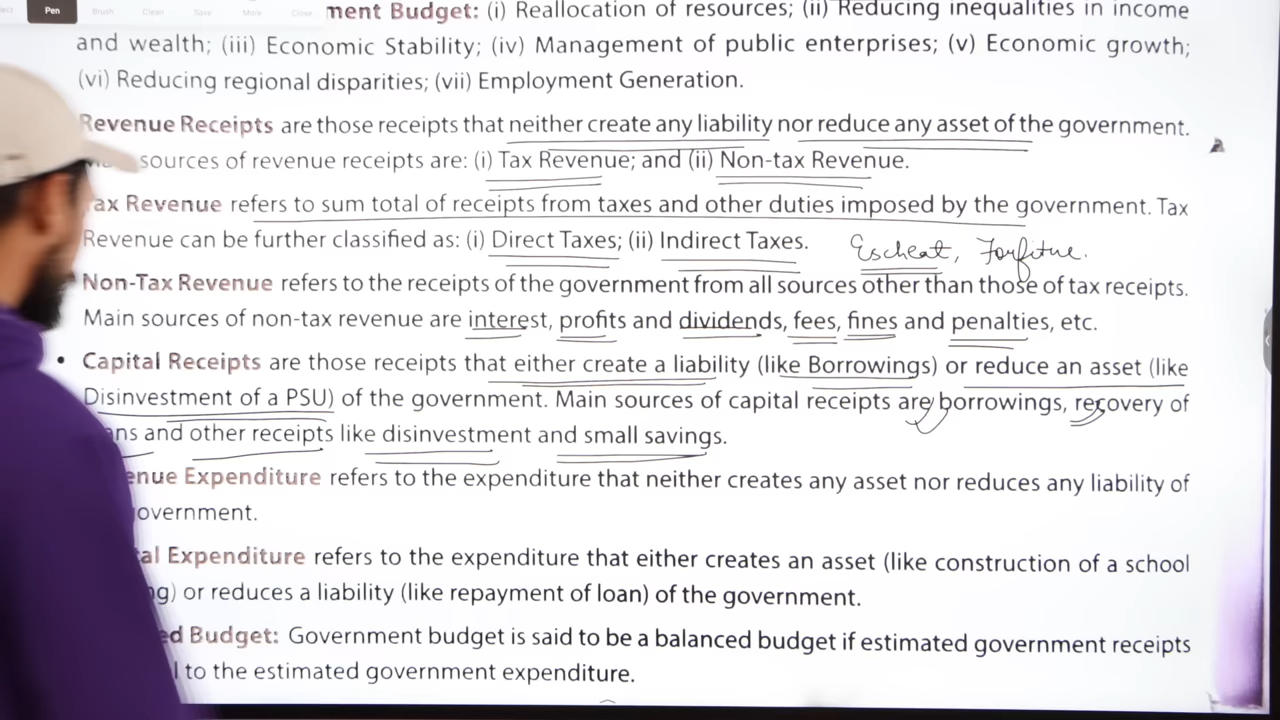 Pen Brush Clean Save More Close
ment Budget: (i) Reallocation of resources; (ii) Reducing inequalities in income
and wealth; (iii) Economic Stability; (iv) Management of public enterprises; (v) Economic growth;
(vi) Reducing regional disparities; (vii) Employment Generation.
Revenue Receipts are those receipts that neither create any liability nor reduce any asset of the government.
sources of revenue receipts are: (i) Tax Revenue; and (ii) Non-tax Revenue.
ax Revenue refers to sum total of receipts from taxes and other duties imposed by the government. Tax
Revenue can be further classified as: (i) Direct Taxes; (ii) Indirect Taxes. Escheat, Forfitue.
Non-Tax Revenue refers to the receipts of the government from all sources other than those of tax receipts.
Main sources of non-tax revenue are interest, profits and dividends, fees, fines and penalties, etc.
• Capital Receipts are those receipts that either create a liability (like Borrowings) or reduce an asset (like
Disinvestment of a PSU) of the government. Main sources of capital receipts are borrowings, recovery of
ns and other receipts like disinvestment and small savings.
enue Expenditure refers to the expenditure that neither creates any asset nor reduces any liability of
overnment.
al Expenditure refers to the expenditure that either creates an asset (like construction of a school
ng) or reduces a liability (like repayment of loan) of the government.
ed Budget: Government budget is said to be a balanced budget if estimated government receipts
l to the estimated government expenditure.